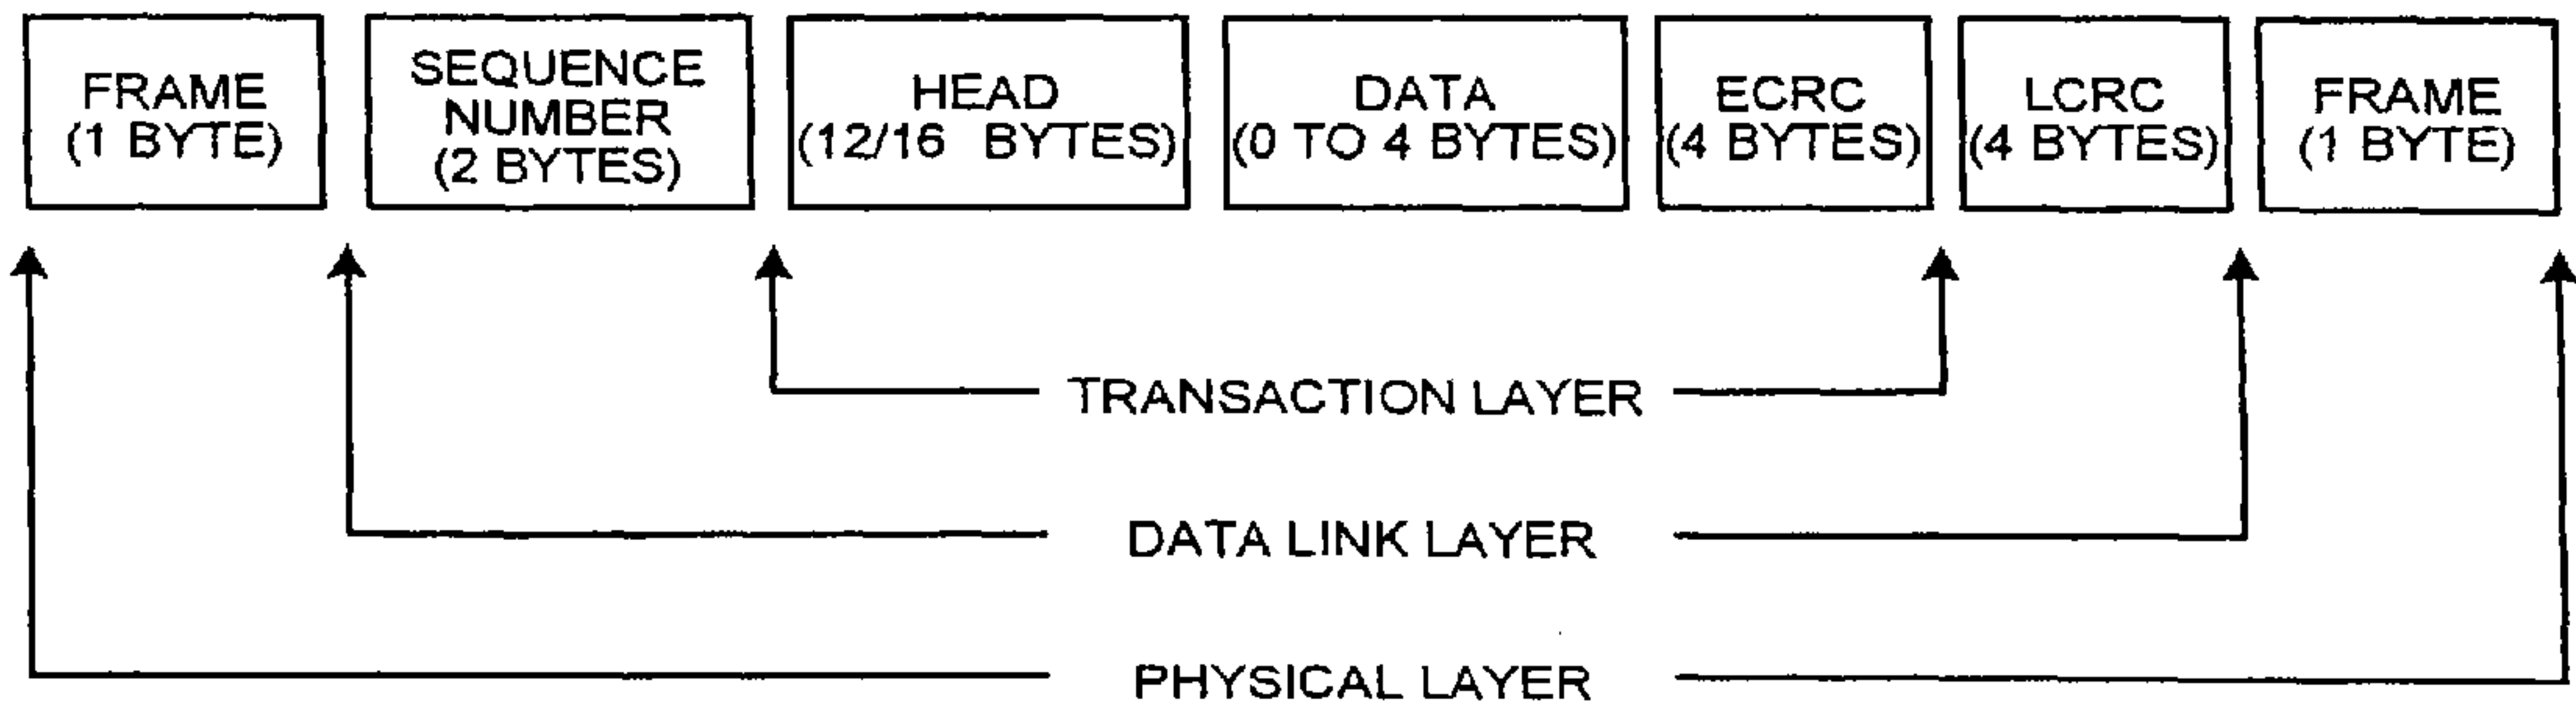 FRAME
(1 BYTE)
SEQUENCE
NUMBER
(2 BYTES)
HEAD
(12/16 BYTES)
DATA
(0 TO 4 BYTES)
ECRC
(4 BYTES)
LCRC
(4 BYTES)
FRAME
(1 BYTE)
TRANSACTION LAYER
DATA LINK LAYER
PHYSICAL LAYER